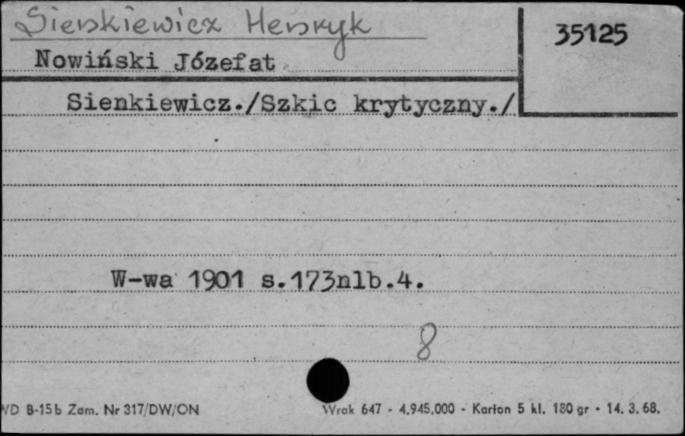 Sienkiewicz Henryk
35125
Nowiński Józefat
Sienkiewicz./Szkic krytyczny./
W-wa 1901 s.173nlb.4.
8
WD B-15b Zam. Nr 317/DW/ON
Wrak 647 - 4.945.000 - Karton 5 kl. 180 gr - 14. 3. 68.